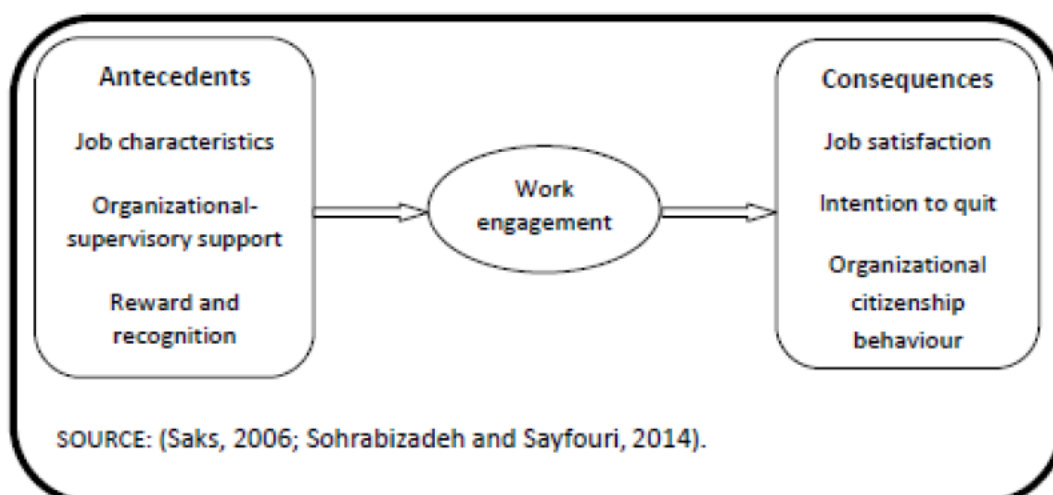 Antecedents
Job characteristics
Organizational-
supervisory support
Reward and
recognition
Work
engagement
Consequences
Job satisfaction
Intention to quit
Organizational
citizenship
behaviour
SOURCE: (Saks, 2006; Sohrabizadeh and Sayfouri, 2014).